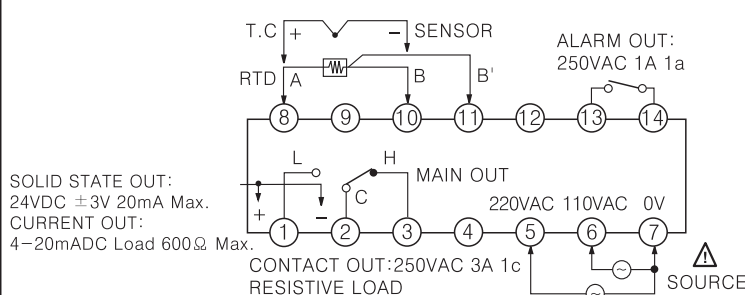 T.C + − SENSOR
RTD A B B'
ALARM OUT:
250VAC 1A 1a
8 9 10 11 12 13 14
L H MAIN OUT
C
SOLID STATE OUT:
24VDC ±3V 20mA Max.
CURRENT OUT:
4-20mADC Load 600Ω Max.
+ −
220VAC 110VAC 0V
1 2 3 4 5 6 7
CONTACT OUT:250VAC 3A 1c
RESISTIVE LOAD
~
~
! SOURCE